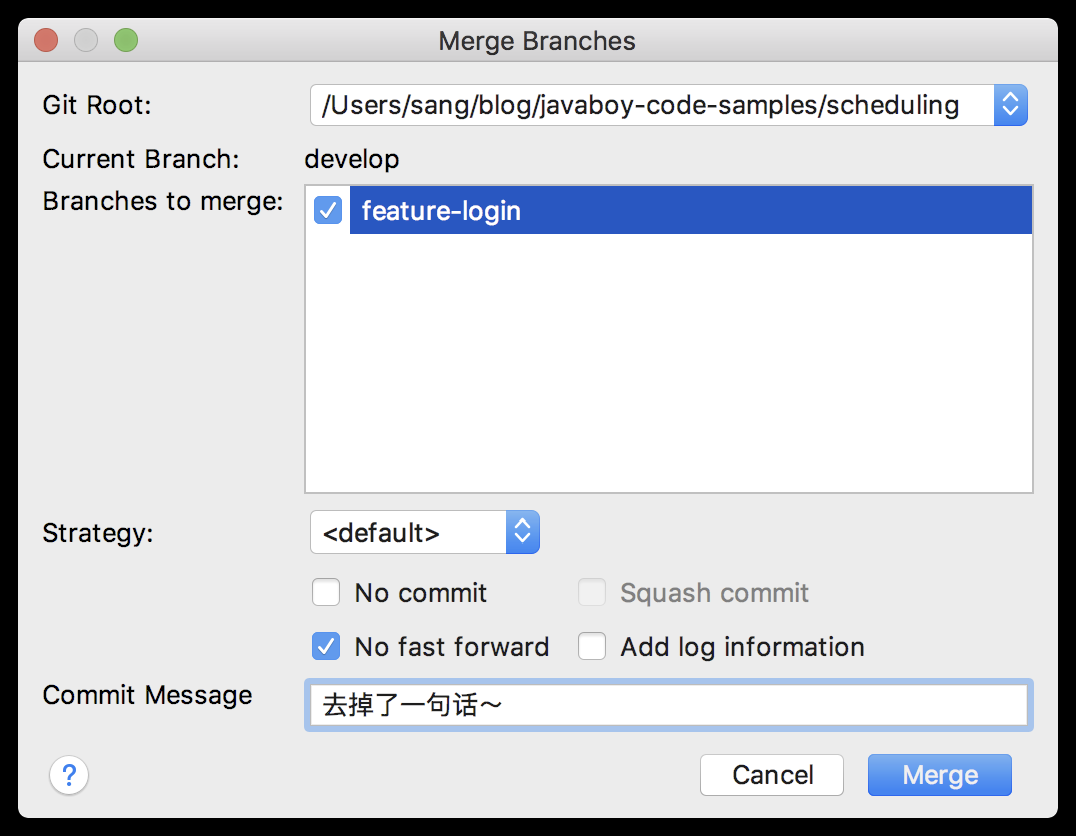 Merge Branches
Git Root: /Users/sang/blog/javaboy-code-samples/scheduling
Current Branch: develop
Branches to merge: feature-login
Strategy: <default>
No commit Squash commit
No fast forward Add log information
Commit Message 去掉了一句话～
? Cancel Merge